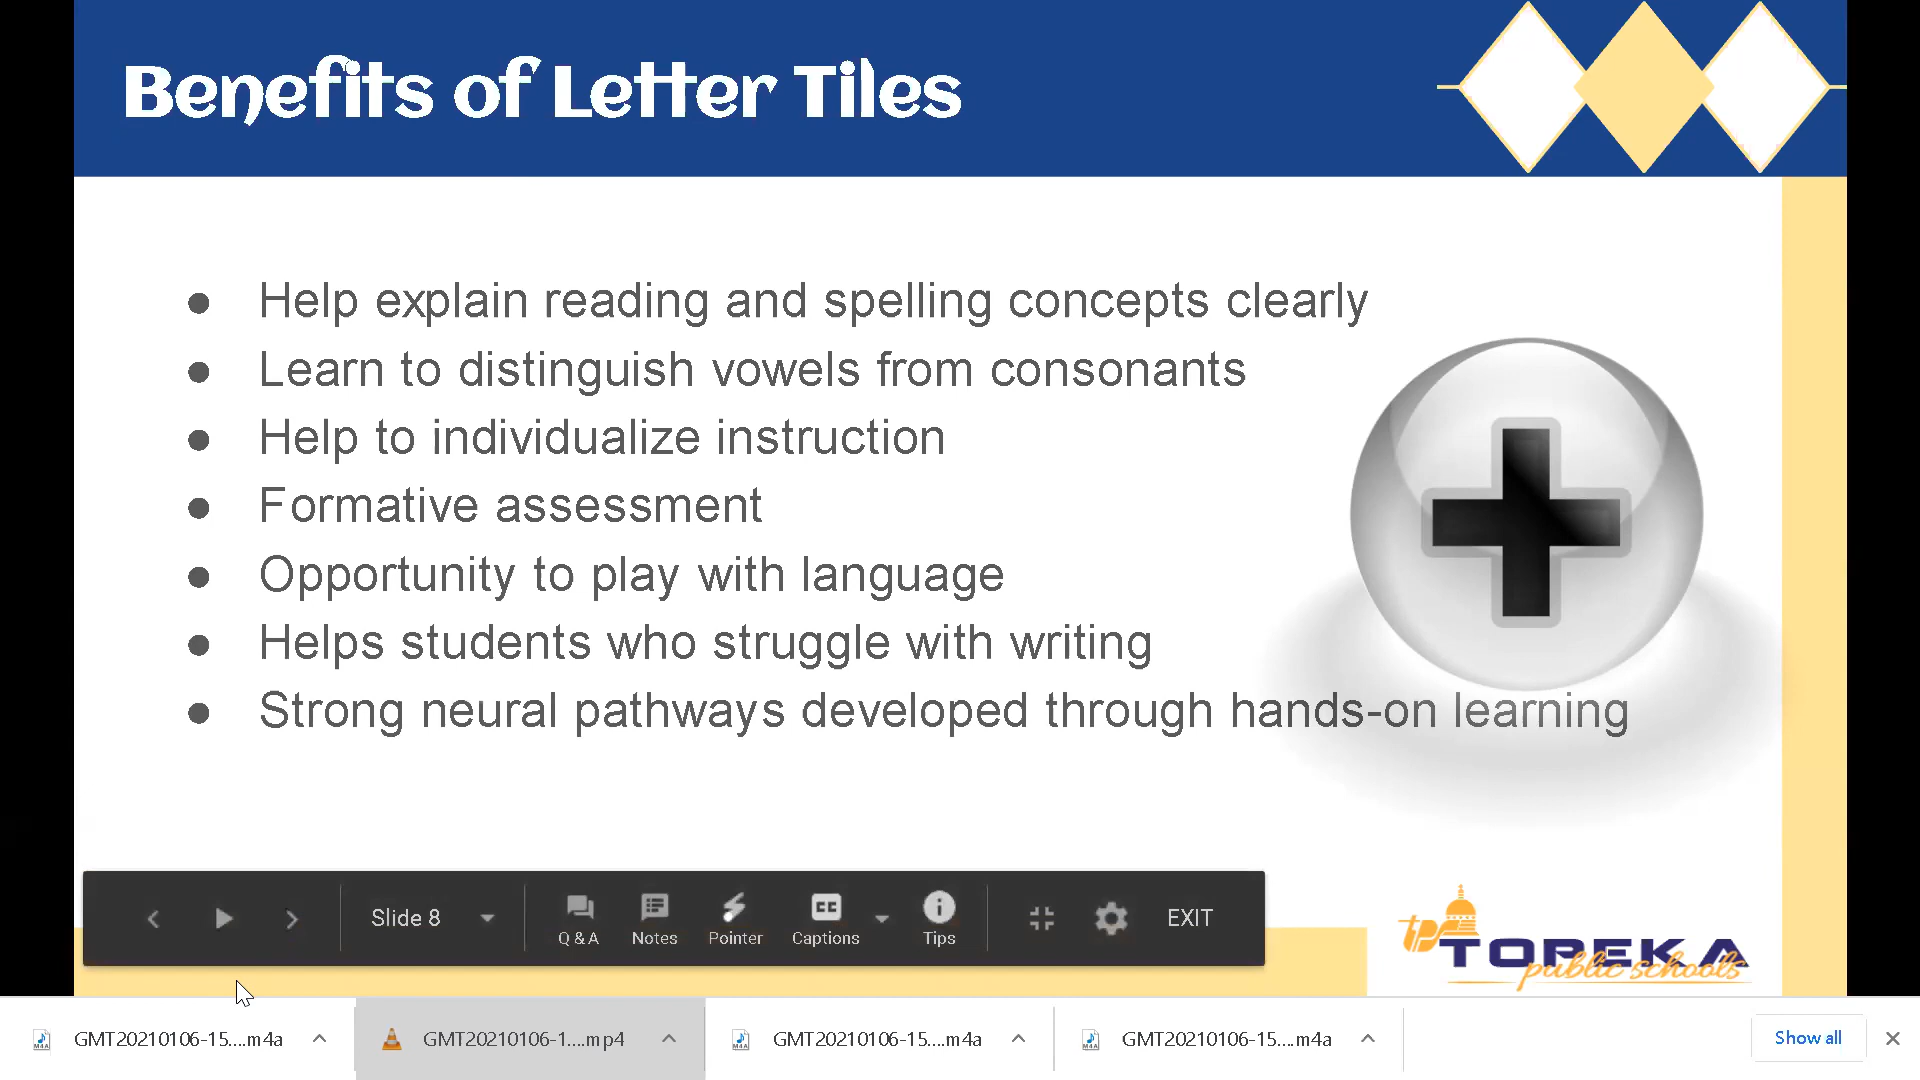 Benefits of Letter Tiles
● Help explain reading and spelling concepts clearly
● Learn to distinguish vowels from consonants
● Help to individualize instruction
● Formative assessment
● Opportunity to play with language
● Helps students who struggle with writing
● Strong neural pathways developed through hands-on learning
Slide 8
Q & A
Notes
Pointer
CC
Captions
Tips
EXIT
tps
TOPEKA
public schools
GMT20210106-15....m4a
GMT20210106-1....mp4
GMT20210106-15....m4a
GMT20210106-15....m4a
Show all